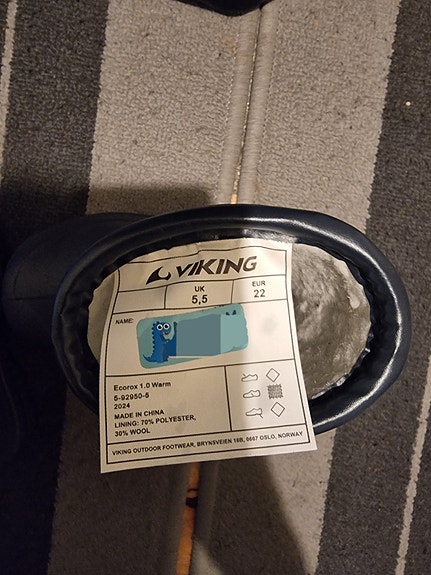 VIKING
UK EUR
5,5 22
NAME:
Ecorox 1.0 Warm
5-92950-5
2024
MADE IN CHINA
LINING: 70% POLYESTER,
30% WOOL
VIKING OUTDOOR FOOTWEAR, BRYNSVEIEN 16B, 0667 OSLO, NORWAY